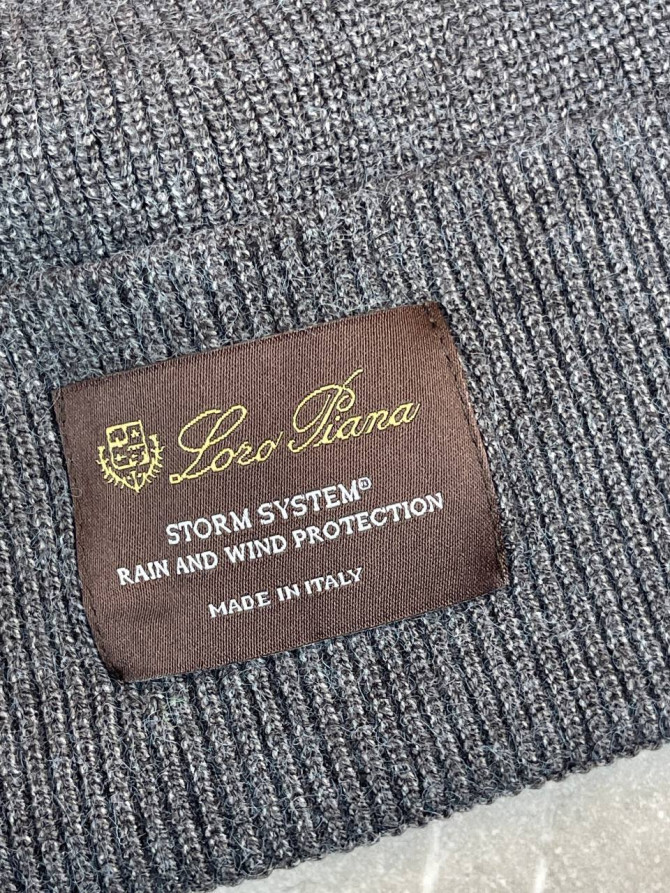 Loro Piana
STORM SYSTEM®
RAIN AND WIND PROTECTION
MADE IN ITALY